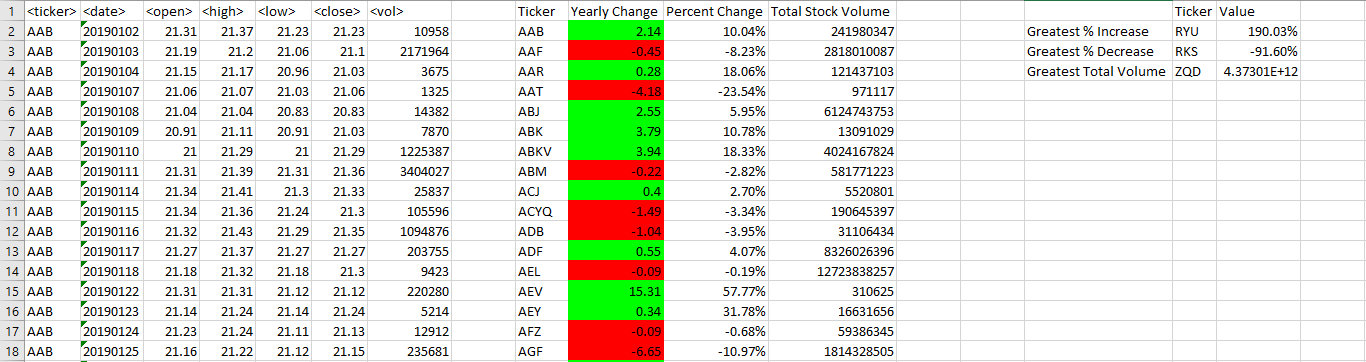 1 <ticker> <date> <open> <high> <low> <close> <vol> Ticker Yearly Change Percent Change Total Stock Volume Ticker Value
2 AAB 20190102 21.31 21.37 21.23 21.23 10958 AAB 2.14 10.04% 241980347 Greatest % Increase RYU 190.03%
3 AAB 20190103 21.19 21.2 21.06 21.1 2171964 AAF -0.45 -8.23% 2818010087 Greatest % Decrease RKS -91.60%
4 AAB 20190104 21.15 21.17 20.96 21.03 3675 AAR 0.28 18.06% 121437103 Greatest Total Volume ZQD 4.37301E+12
5 AAB 20190107 21.06 21.07 21.03 21.06 1325 AAT -4.18 -23.54% 971117
6 AAB 20190108 21.04 21.04 20.83 20.83 14382 ABJ 2.55 5.95% 6124743753
7 AAB 20190109 20.91 21.11 20.91 21.03 7870 ABK 3.79 10.78% 13091029
8 AAB 20190110 21 21.29 21 21.29 1225387 ABKV 3.94 18.33% 4024167824
9 AAB 20190111 21.31 21.39 21.31 21.36 3404027 ABM -0.22 -2.82% 581771223
10 AAB 20190114 21.34 21.41 21.3 21.33 25837 ACJ 0.4 2.70% 5520801
11 AAB 20190115 21.34 21.36 21.24 21.3 105596 ACYQ -1.49 -3.34% 190645397
12 AAB 20190116 21.32 21.43 21.29 21.35 1094876 ADB -1.04 -3.95% 31106434
13 AAB 20190117 21.27 21.37 21.27 21.27 203755 ADF 0.55 4.07% 8326026396
14 AAB 20190118 21.18 21.32 21.18 21.3 9423 AEL -0.09 -0.19% 12723838257
15 AAB 20190122 21.31 21.31 21.12 21.12 220280 AEV 15.31 57.77% 310625
16 AAB 20190123 21.14 21.24 21.14 21.24 5214 AEY 0.34 31.78% 16631656
17 AAB 20190124 21.23 21.24 21.11 21.13 12912 AFZ -0.09 -0.68% 59386345
18 AAB 20190125 21.16 21.22 21.12 21.15 235681 AGF -6.65 -10.97% 1814328505